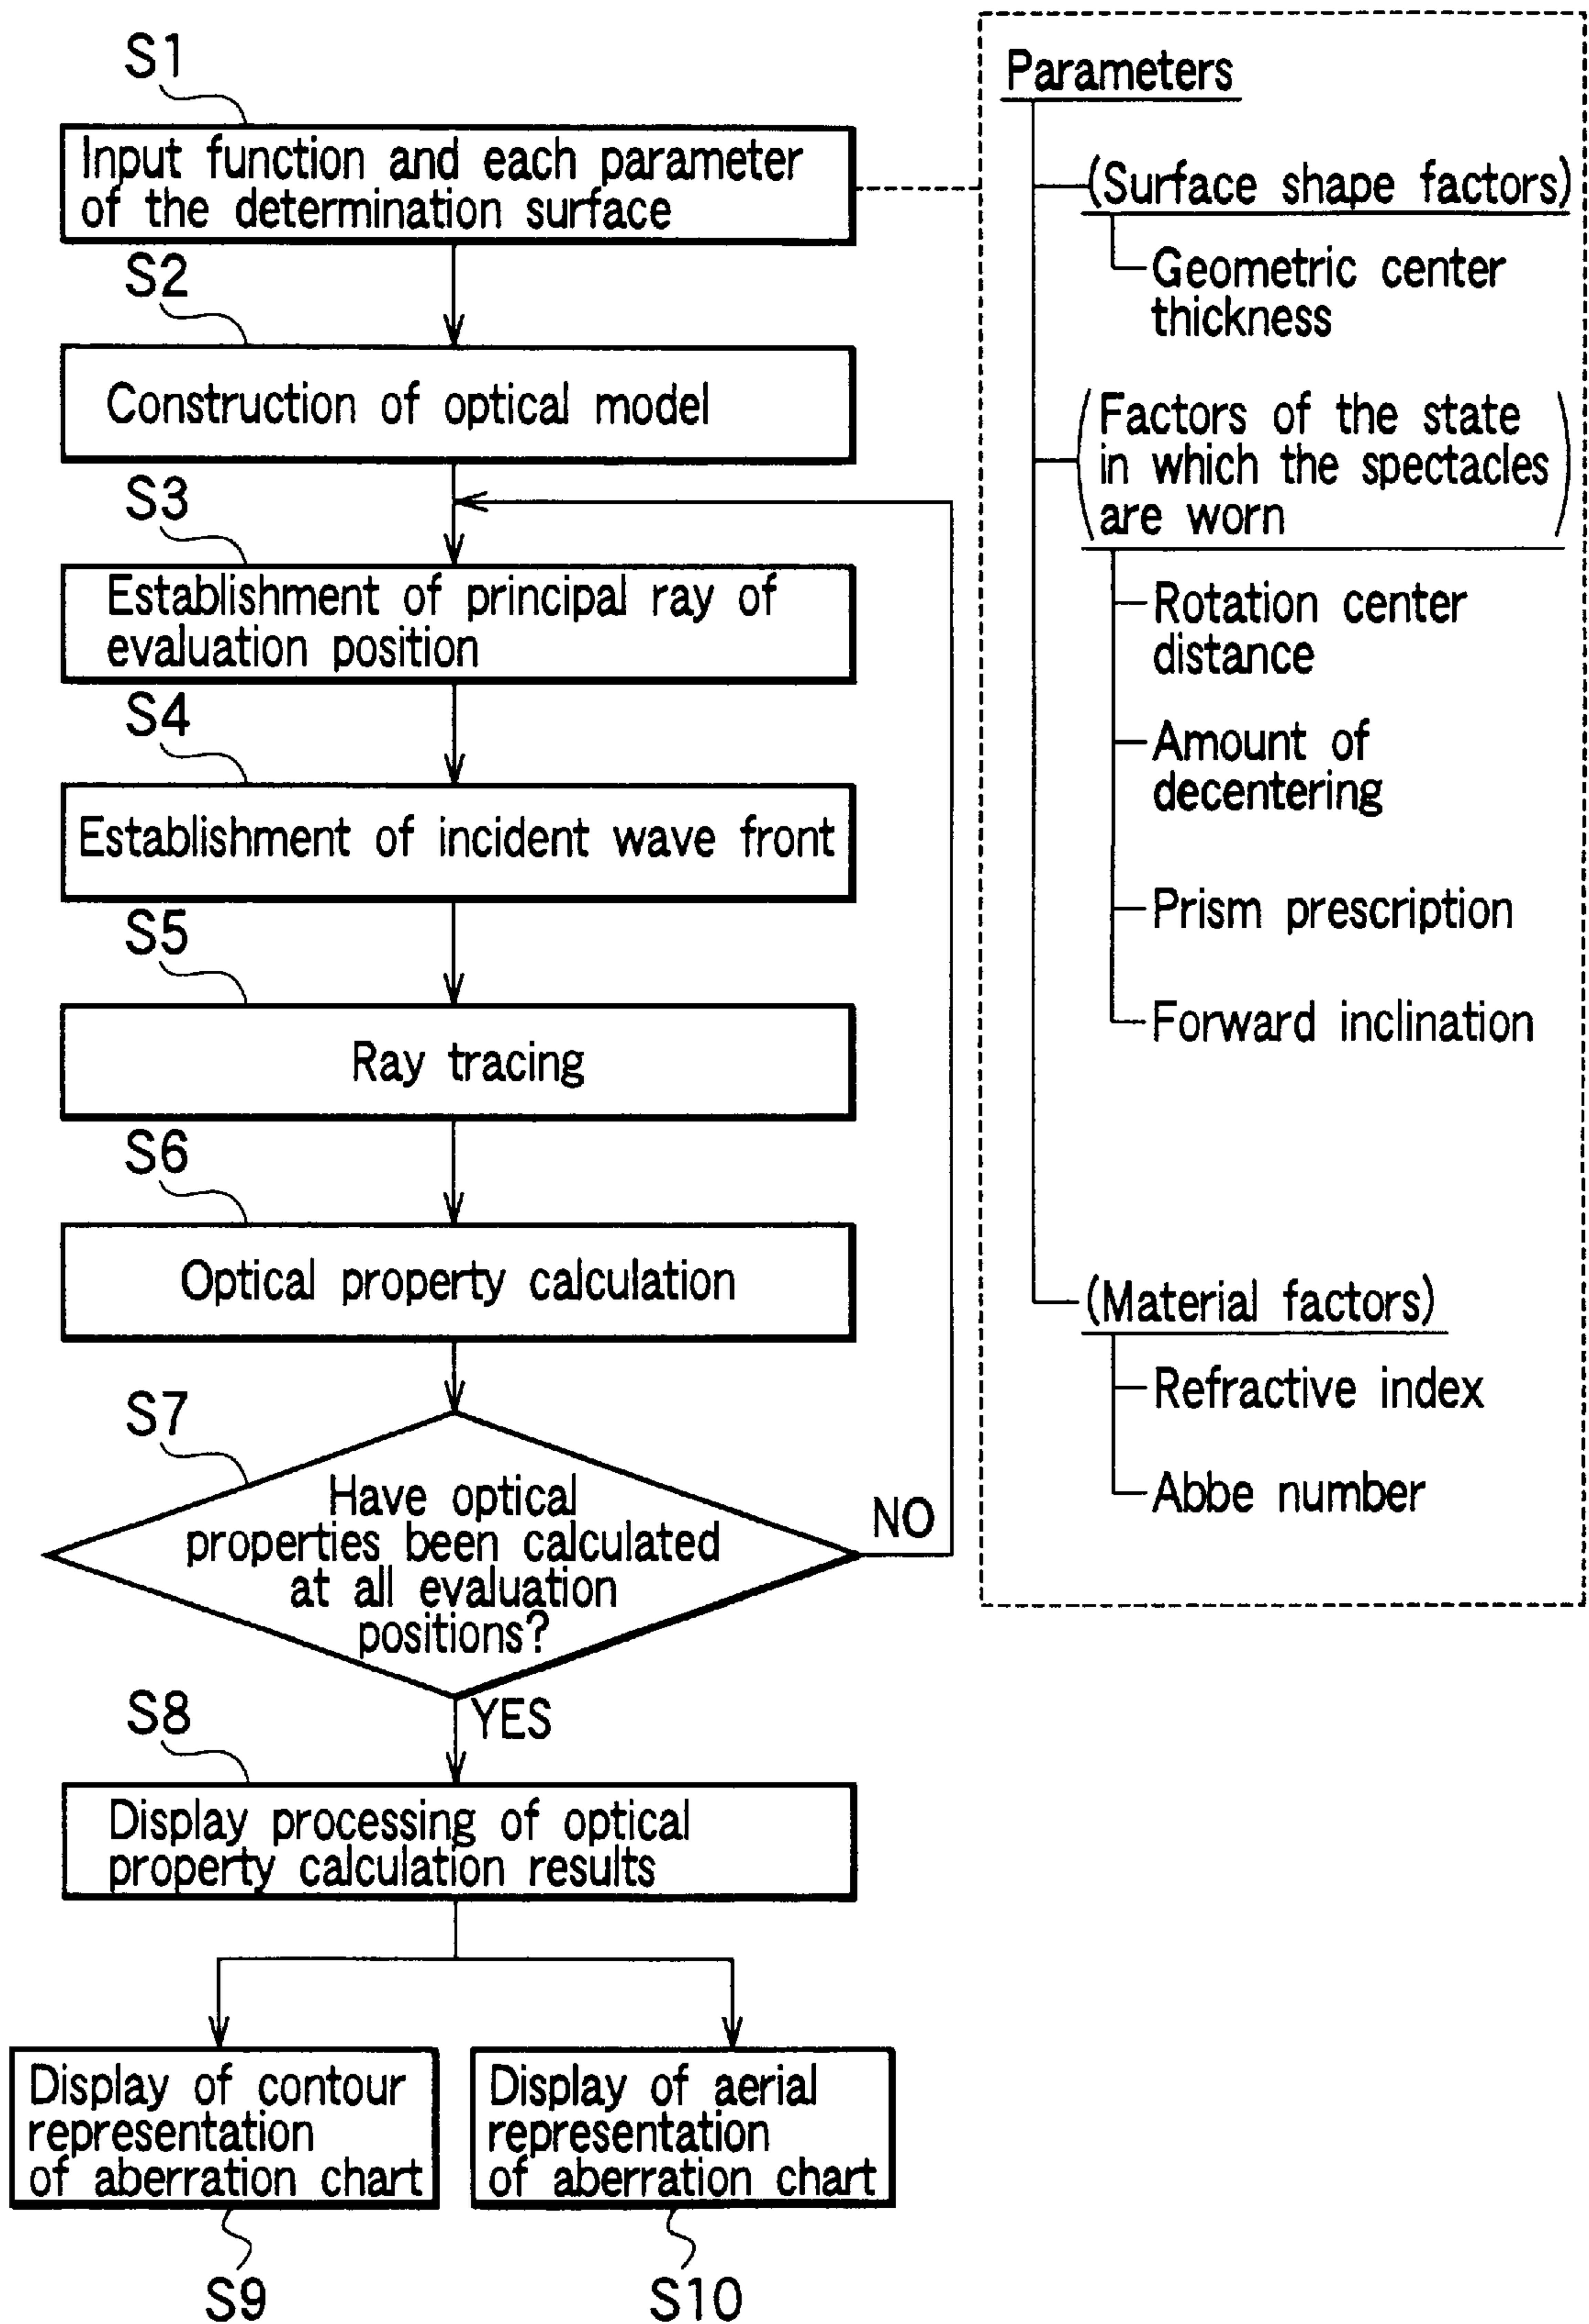 S1
Input function and each parameter
of the determination surface
S2
Construction of optical model
S3
Establishment of principal ray of
evaluation position
S4
Establishment of incident wave front
S5
Ray tracing
S6
Optical property calculation
S7
Have optical
properties been calculated
at all evaluation
positions?
NO
YES
S8
Display processing of optical
property calculation results
Display of contour
representation
of aberration chart
S9
Display of aerial
representation
of aberration chart
S10
Parameters
(Surface shape factors)
Geometric center
thickness
(Factors of the state
in which the spectacles
are worn)
Rotation center
distance
Amount of
decentering
Prism prescription
Forward inclination
(Material factors)
Refractive index
Abbe number